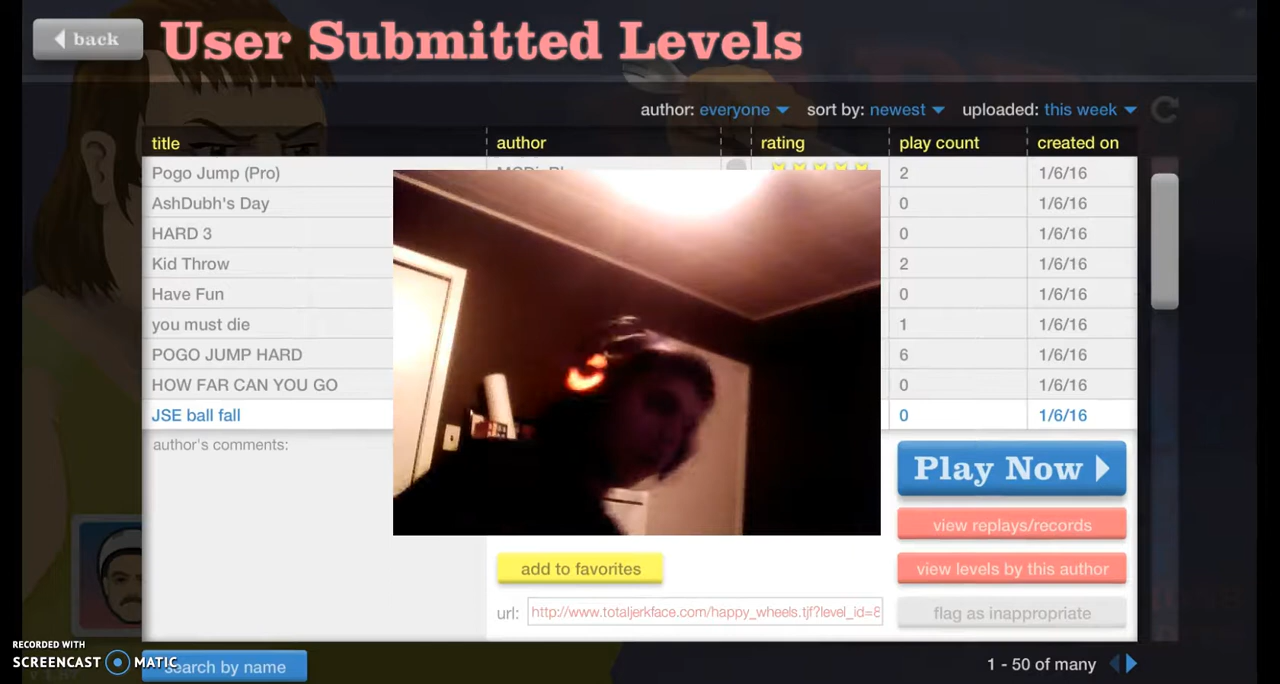 back
User Submitted Levels
author: everyone sort by: newest uploaded: this week
title author rating play count created on
Pogo Jump (Pro) 2 1/6/16
AshDubh's Day 0 1/6/16
HARD 3 0 1/6/16
Kid Throw 2 1/6/16
Have Fun 0 1/6/16
you must die 1 1/6/16
POGO JUMP HARD 6 1/6/16
HOW FAR CAN YOU GO 0 1/6/16
JSE ball fall 0 1/6/16
author's comments:
Play Now
view replays/records
add to favorites view levels by this author
url: http://www.totaljerkface.com/happy_wheels.tjf?level_id=8
flag as inappropriate
RECORDED WITH
SCREENCAST MATIC
search by name 1 - 50 of many